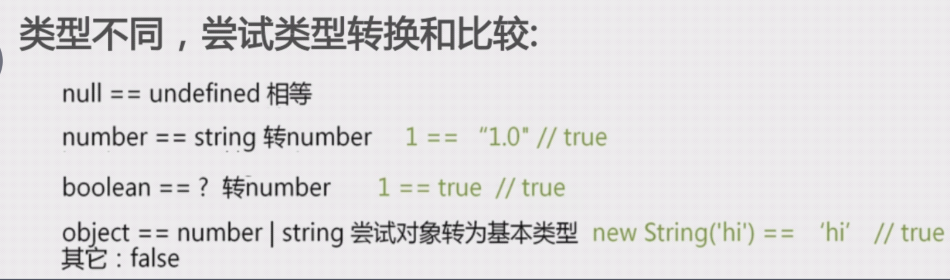 类型不同，尝试类型转换和比较:
null == undefined 相等
number == string 转number 1 == “1.0" // true
boolean == ? 转number 1 == true // true
object == number | string 尝试对象转为基本类型 new String('hi') == ‘hi’ // true
其它：false